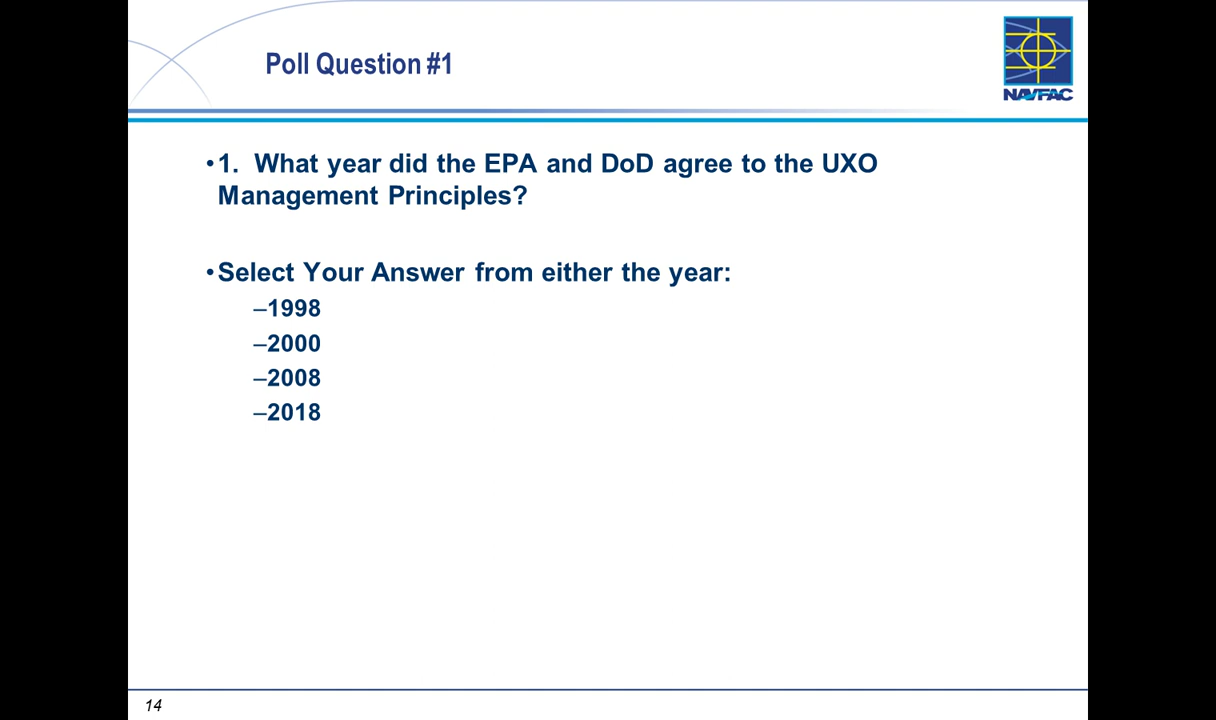 Poll Question #1
NAVFAC
•1. What year did the EPA and DoD agree to the UXO
Management Principles?
•Select Your Answer from either the year:
–1998
–2000
–2008
–2018
14